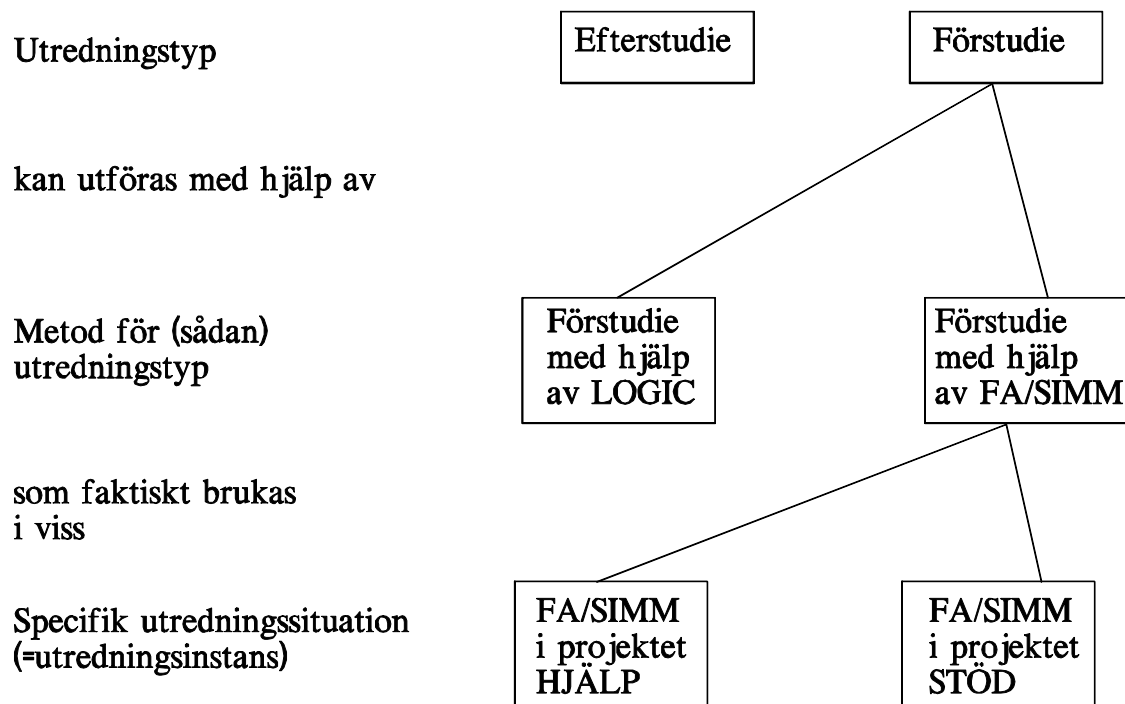 Utredningstyp
Efterstudie
Förstudie
kan utföras med hjälp av
Metod för (sådan)
utredningstyp
Förstudie
med hjälp
av LOGIC
Förstudie
med hjälp
av FA/SIMM
som faktiskt brukas
i viss
Specifik utredningssituation
(=utredningsinstans)
FA/SIMM
i projektet
HJÄLP
FA/SIMM
i projektet
STÖD